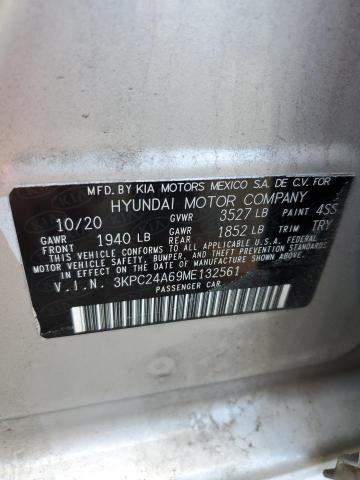 MFD. BY KIA MOTORS MEXICO S.A. DE C.V. FOR
HYUNDAI MOTOR COMPANY
10/20 GVWR 3527 LB PAINT 4SS
GAWR FRONT 1940 LB GAWR REAR 1852 LB TRIM TRY
THIS VEHICLE CONFORMS TO ALL APPLICABLE U.S.A. FEDERAL
MOTOR VEHICLE SAFETY, BUMPER, AND THEFT PREVENTION
STANDARDS IN EFFECT ON THE DATE OF MANUFACTURE SHOWN ABOVE.
V.I.N. 3KPC24A69ME132561
PASSENGER CAR